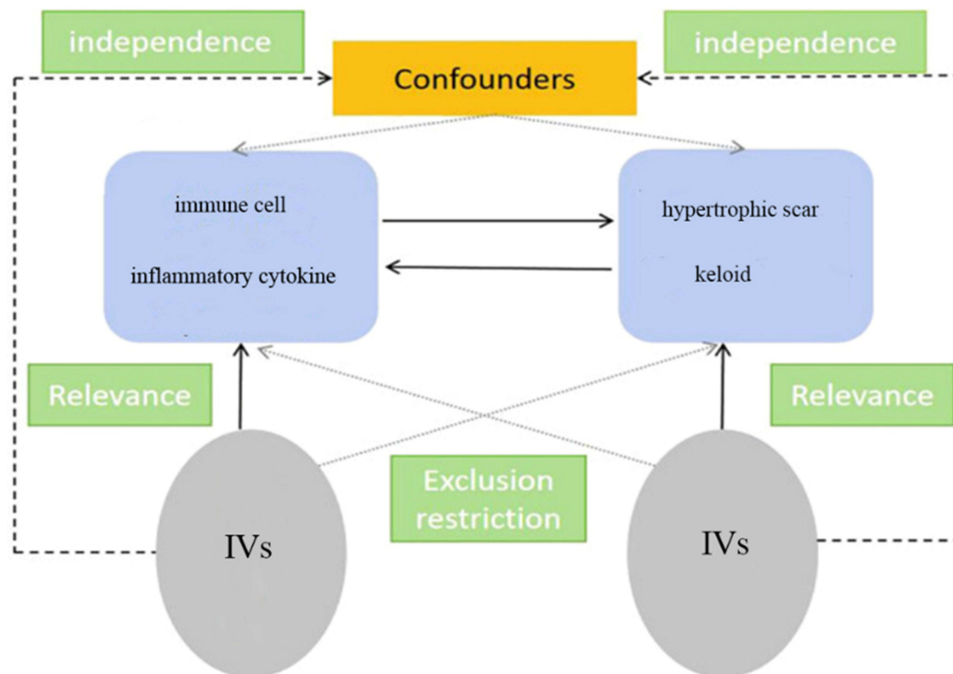 independence
independence
Confounders
immune cell
inflammatory cytokine
hypertrophic scar
keloid
Relevance
Relevance
Exclusion
restriction
IVs
IVs